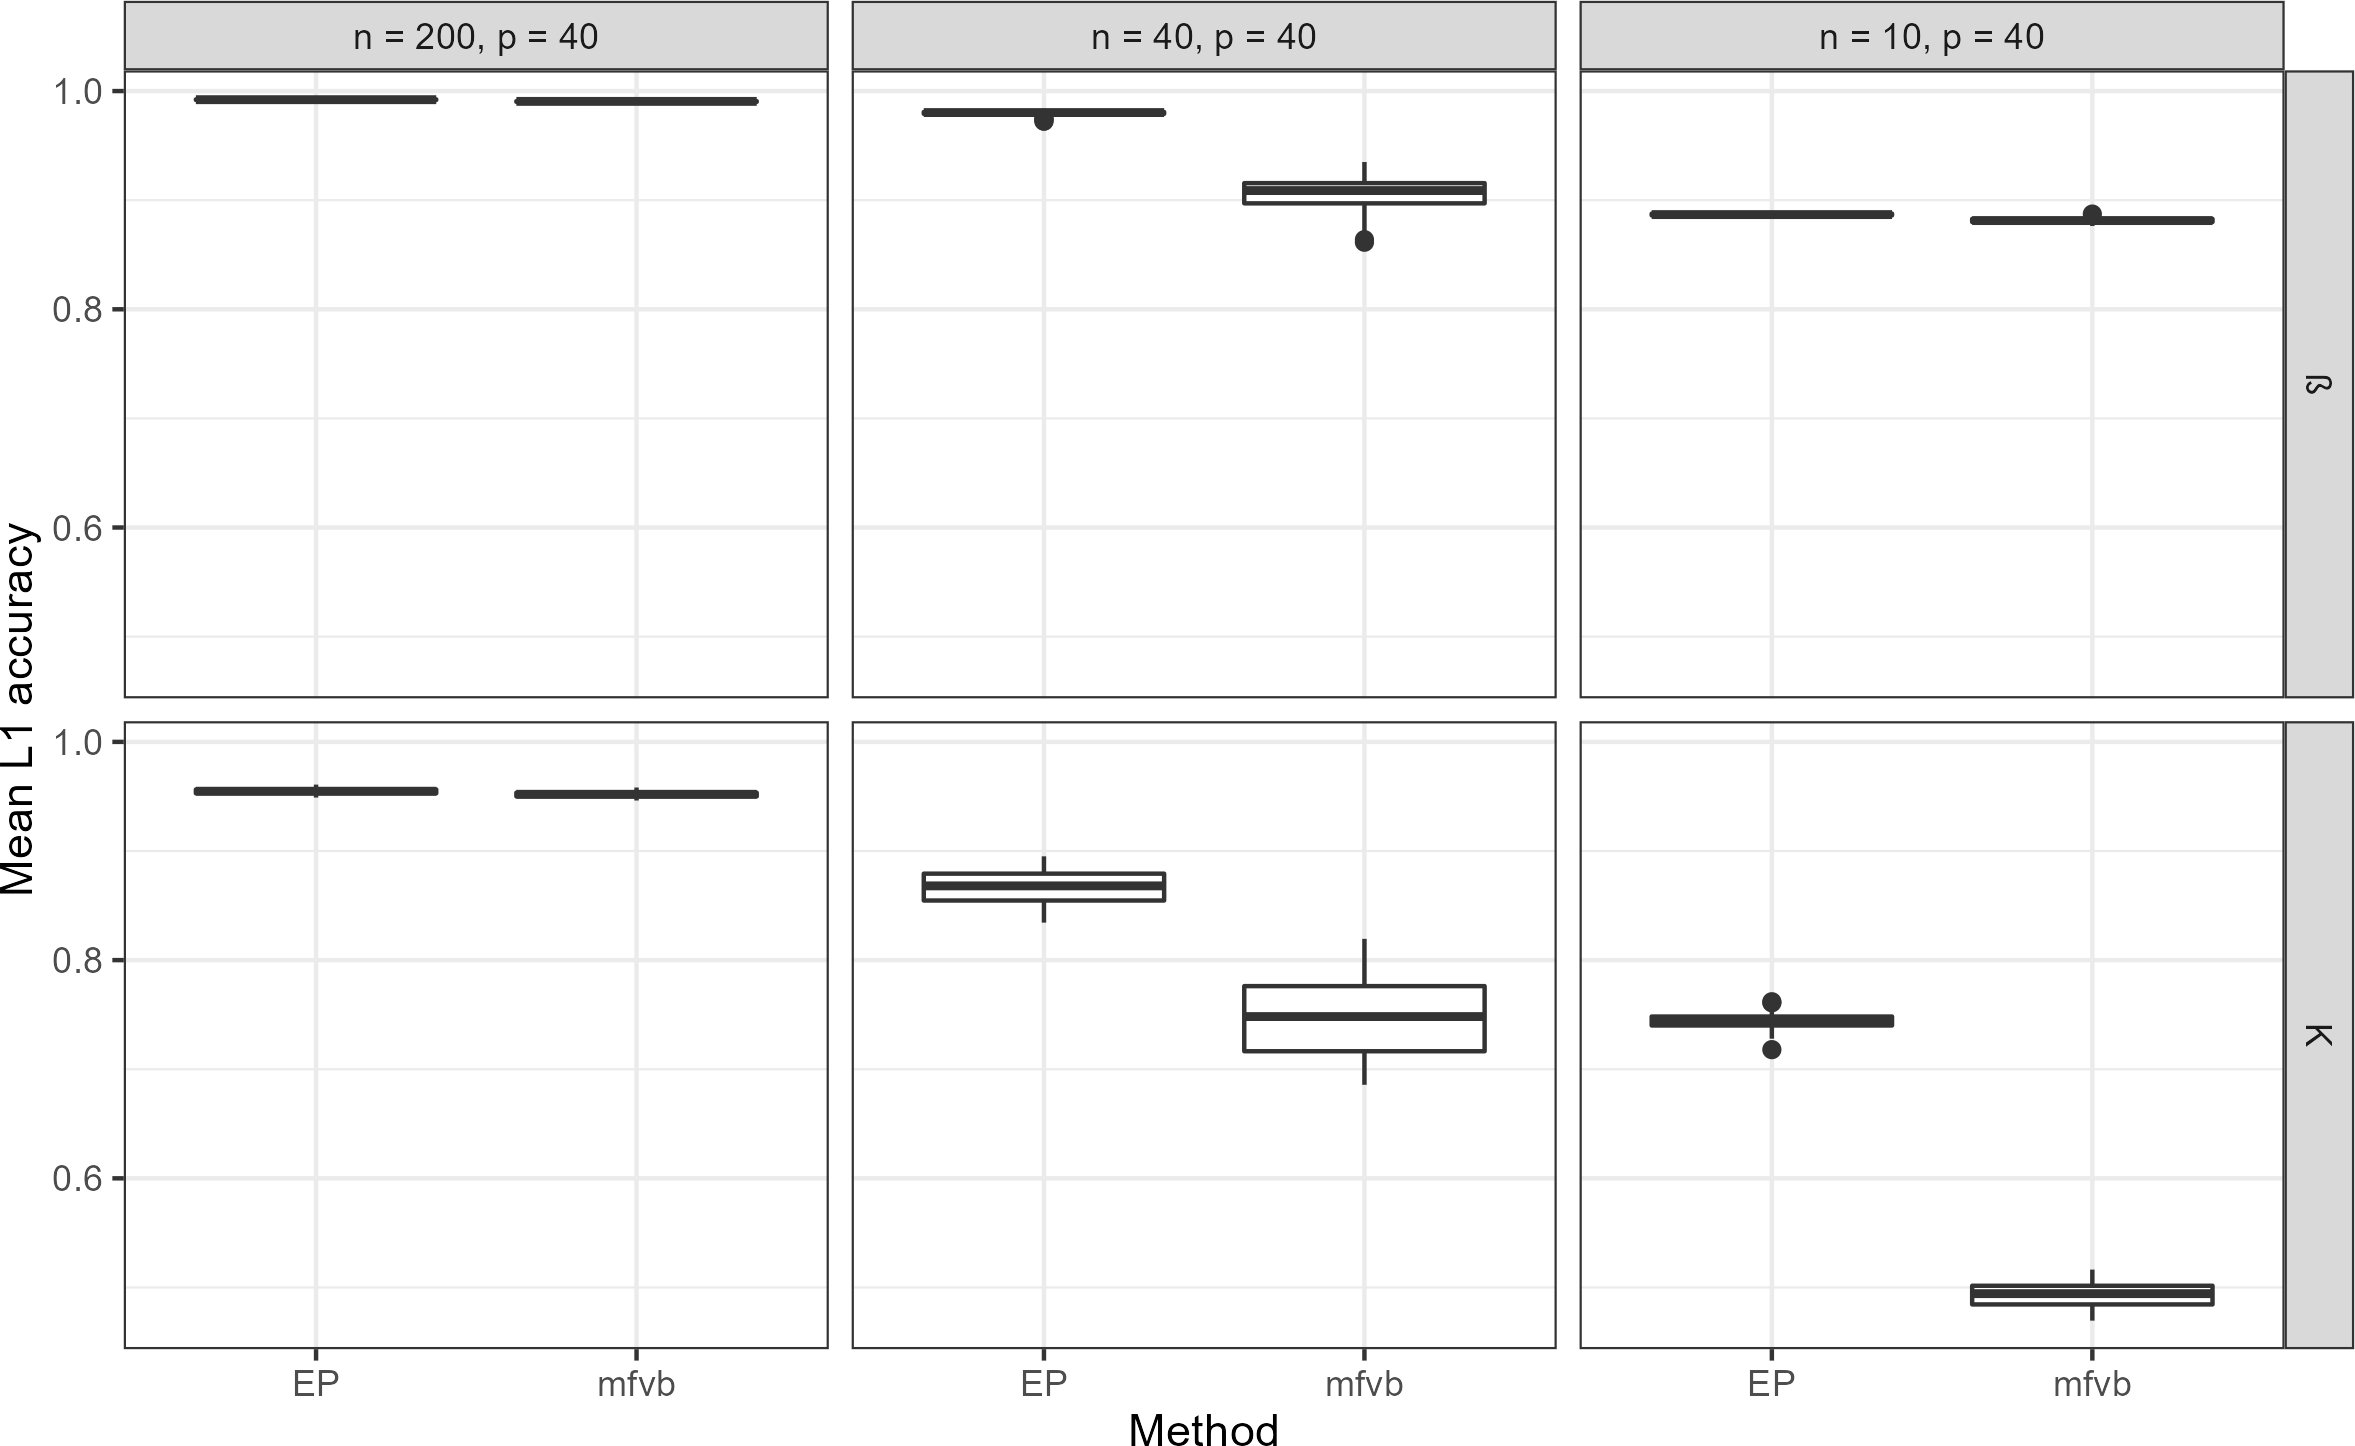 n = 200, p = 40
n = 40, p = 40
n = 10, p = 40
1.0
0.8
0.6
ß
Mean L1 accuracy
1.0
0.8
0.6
K
EP
mfvb
EP
mfvb
EP
mfvb
Method